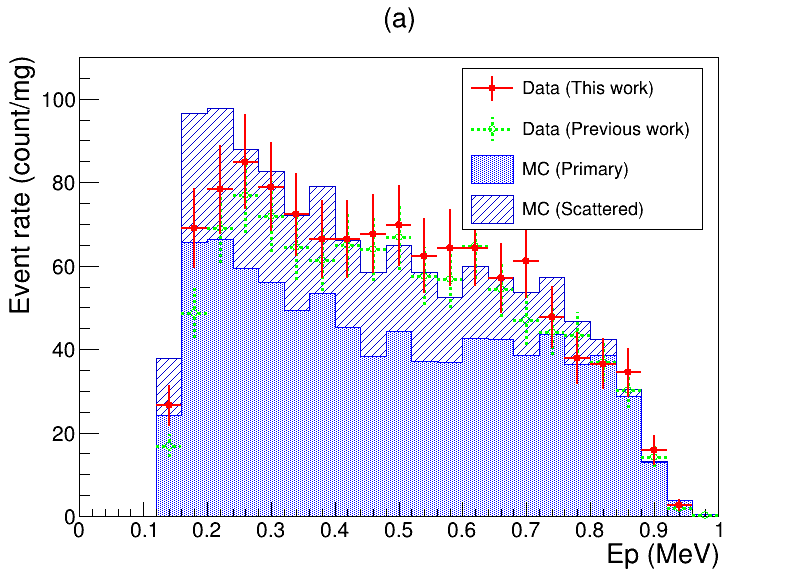 (a)
Event rate (count/mg)
100
80
60
40
20
0
Data (This work)
Data (Previous work)
MC (Primary)
MC (Scattered)
0 0.1 0.2 0.3 0.4 0.5 0.6 0.7 0.8 0.9 1
Ep (MeV)